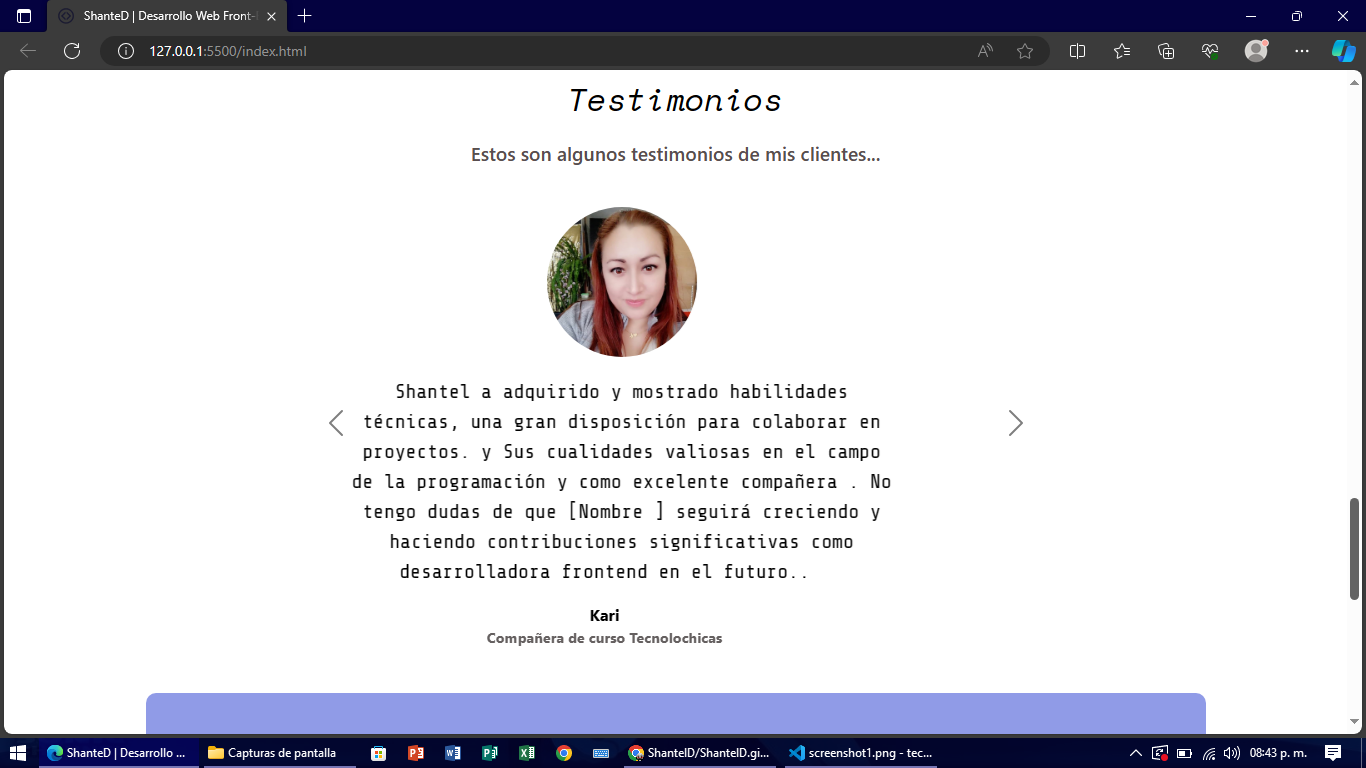 ShanteD | Desarrollo Web Front-
127.0.0.1:5500/index.html
Testimonios
Estos son algunos testimonios de mis clientes...
Shantel a adquirido y mostrado habilidades
técnicas, una gran disposición para colaborar en
proyectos. y Sus cualidades valiosas en el campo
de la programación y como excelente compañera . No
tengo dudas de que [Nombre ] seguirá creciendo y
haciendo contribuciones significativas como
desarrolladora frontend en el futuro..
Kari
Compañera de curso Tecnolochicas
ShanteD | Desarrollo ...
Capturas de pantalla
ShantelD/ShantelD.gi...
screenshot1.png - tec...
08:43 p. m.